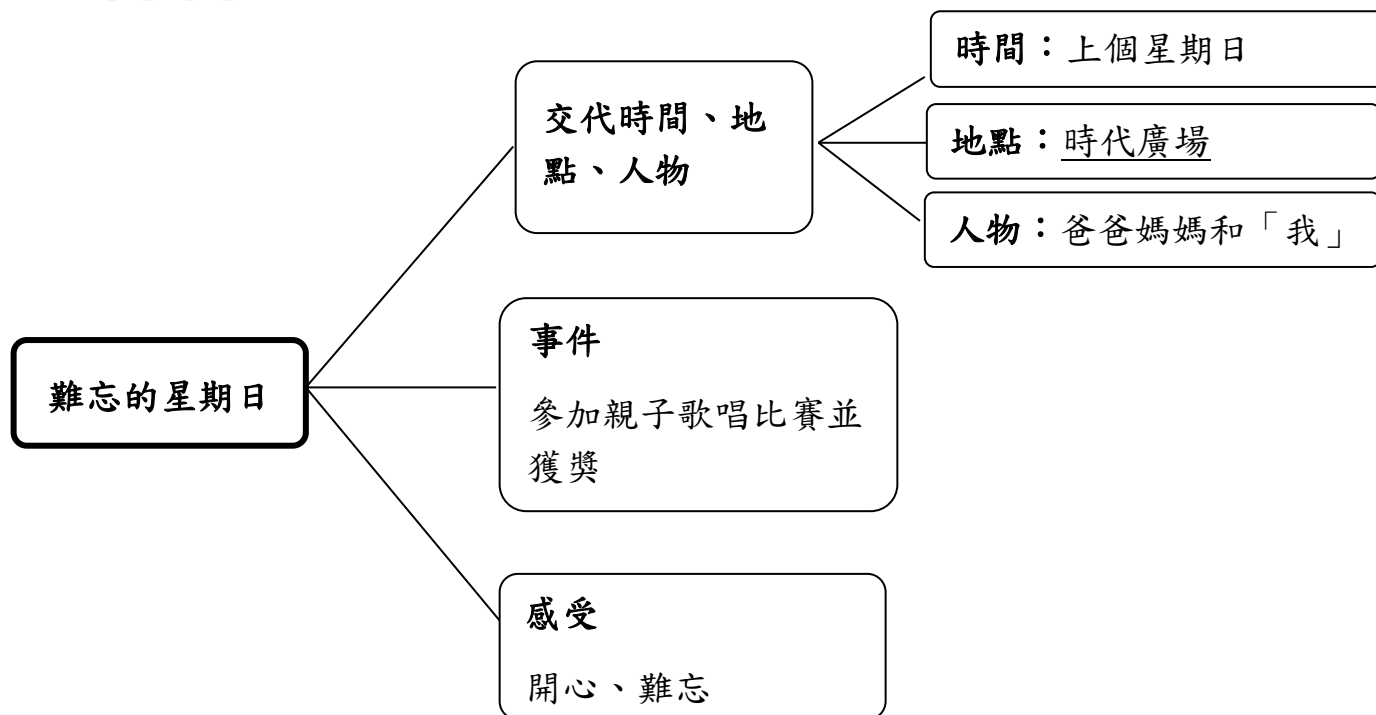 難忘的星期日
交代時間、地
點、人物
時間：上個星期日
地點：時代廣場
人物：爸爸媽媽和「我」
事件
參加親子歌唱比賽並
獲獎
感受
開心、難忘